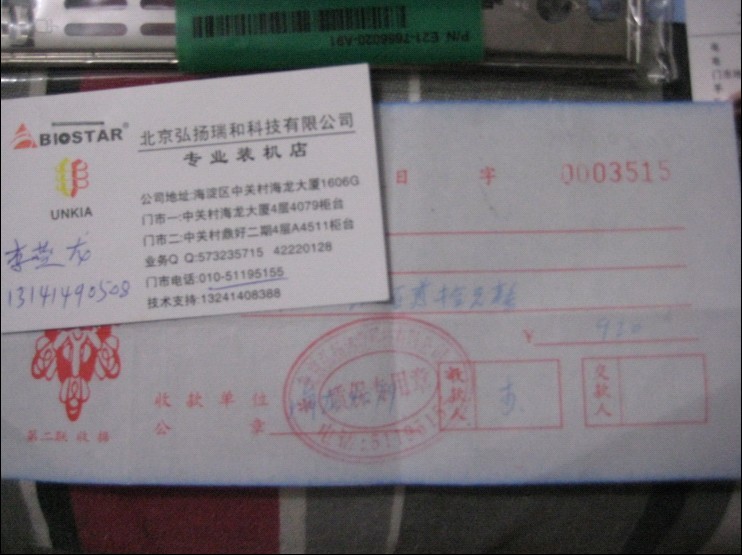 P/N E21-7656020-A91
BIOSTAR®
UNKIA
北京弘扬瑞和科技有限公司
专业装机店
公司地址:海淀区中关村海龙大厦1606G
门市一:中关村海龙大厦4层4079柜台
门市二:中关村鼎好二期4层A4511柜台
业务Q Q:573235715 42220128
门市电话:010-51195155
技术支持:13241408388
13141490508
日 字 0003515
¥ 920
收款单位
公 章
收款人
交款人
第二联 收据